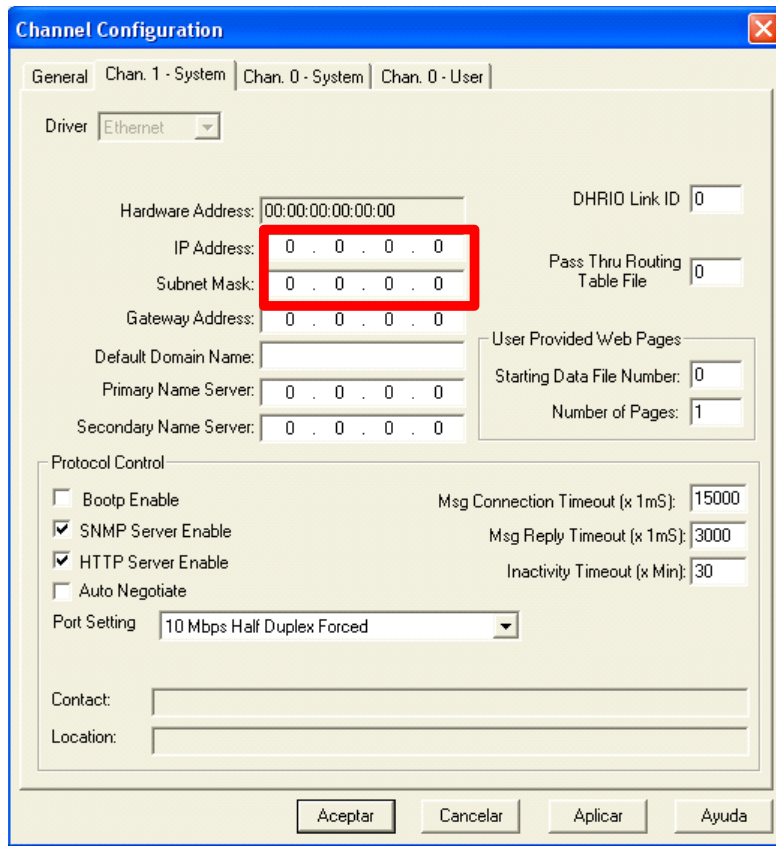 Channel Configuration
General Chan. 1 - System Chan. 0 - System Chan. 0 - User
Driver Ethernet
Hardware Address: 00:00:00:00:00:00
DHRIO Link ID 0
IP Address: 0 . 0 . 0 . 0
Subnet Mask: 0 . 0 . 0 . 0
Pass Thru Routing
Table File 0
Gateway Address: 0 . 0 . 0 . 0
Default Domain Name:
Primary Name Server: 0 . 0 . 0 . 0
Secondary Name Server: 0 . 0 . 0 . 0
User Provided Web Pages
Starting Data File Number: 0
Number of Pages: 1
Protocol Control
Bootp Enable
SNMP Server Enable
HTTP Server Enable
Auto Negotiate
Msg Connection Timeout (x 1mS): 15000
Msg Reply Timeout (x 1mS): 3000
Inactivity Timeout (x Min): 30
Port Setting 10 Mbps Half Duplex Forced
Contact:
Location:
Aceptar Cancelar Aplicar Ayuda